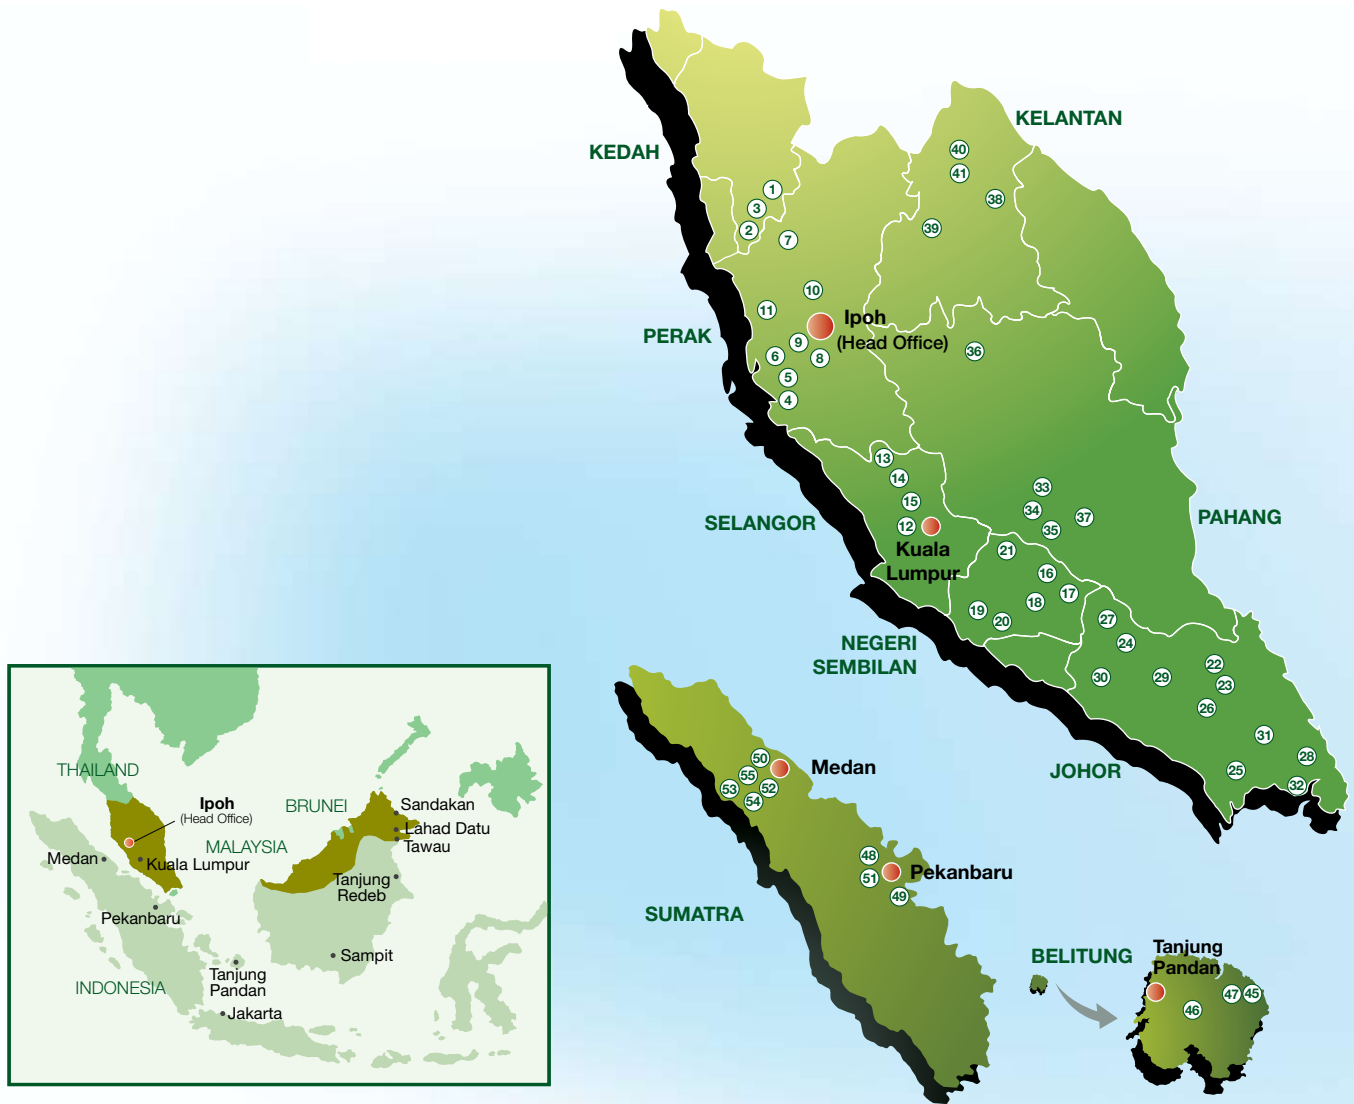 KELANTAN
40
KEDAH
41
1
38
3
2
39
7
10
11
Ipoh
(Head Office)
PERAK
9
6
8
36
5
4
13
14
33
15
34
37
PAHANG
SELANGOR
12
35
Kuala
Lumpur
21
16
17
18
19
20
27
NEGERI
SEMBILAN
24
22
30
29
23
26
31
28
JOHOR
25
32
50
Medan
55
53
52
54
48
Pekanbaru
51
49
SUMATRA
BELITUNG
Tanjung
Pandan
47
45
46
THAILAND
Ipoh
(Head Office)
BRUNEI
Sandakan
Lahad Datu
MALAYSIA
Tawau
Medan
Kuala Lumpur
Tanjung
Redeb
Pekanbaru
Sampit
INDONESIA
Tanjung
Pandan
Jakarta